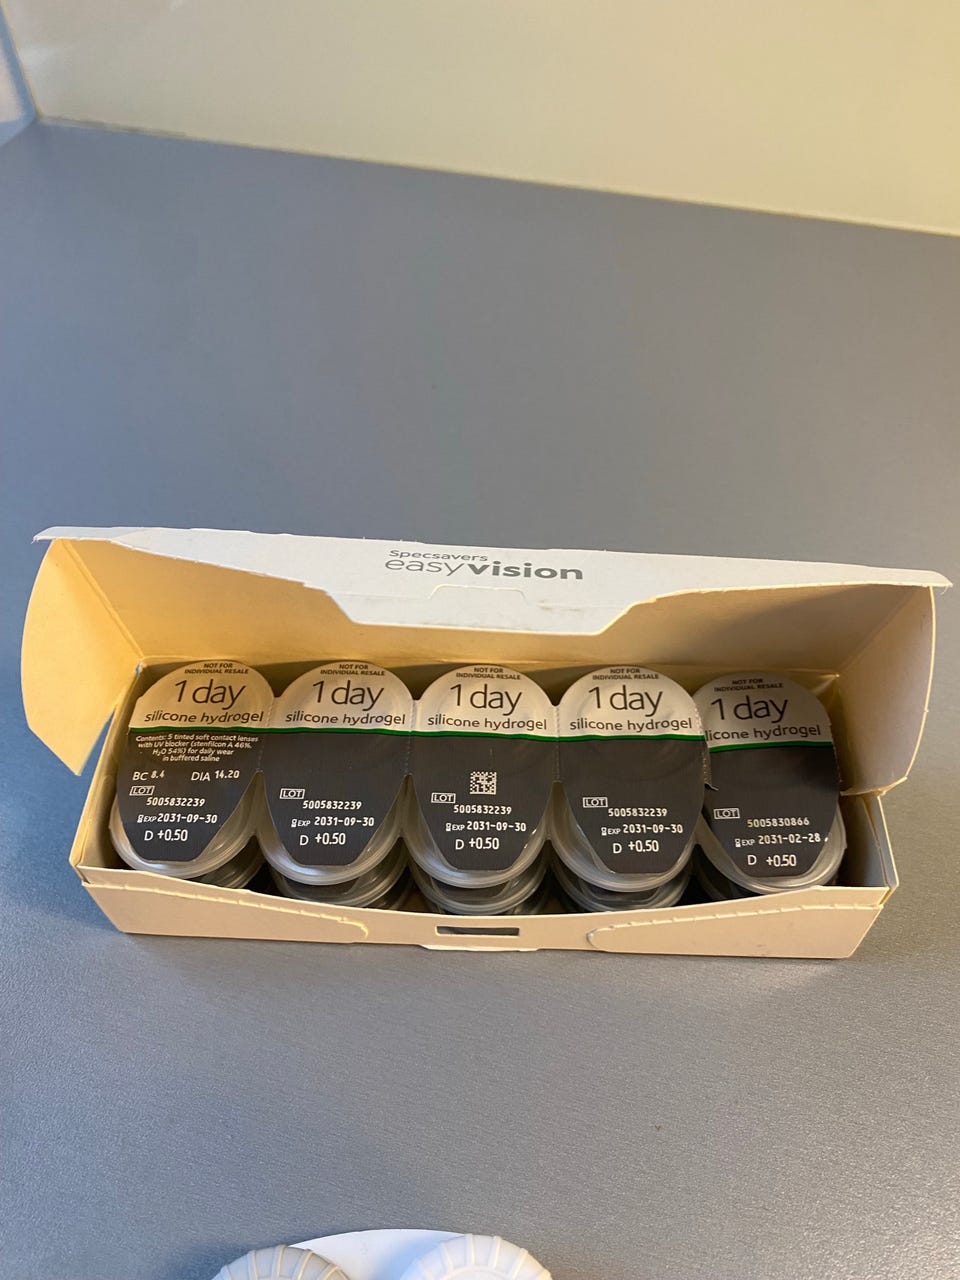 Specsavers
easyvision
NOT FOR
INDIVIDUAL RESALE
1 day
silicone hydrogel
Contents: 5 tinted soft contact lenses
with UV blocker (stenfilcon A 46%,
H₂O 54%) for daily wear
in buffered saline
BC 8.4 DIA 14.20
LOT
5005832239
EXP 2031-09-30
D +0.50
NOT FOR
INDIVIDUAL RESALE
1 day
silicone hydrogel
LOT
5005832239
EXP 2031-09-30
D +0.50
NOT FOR
INDIVIDUAL RESALE
1 day
silicone hydrogel
LOT
5005832239
EXP 2031-09-30
D +0.50
NOT FOR
INDIVIDUAL RESALE
1 day
silicone hydrogel
LOT
5005832239
EXP 2031-09-30
D +0.50
NOT FOR
INDIVIDUAL RESALE
1 day
licone hydrogel
LOT
5005830866
EXP 2031-02-28
D +0.50